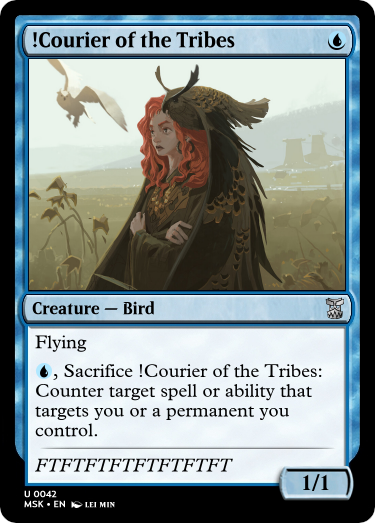 !Courier of the Tribes
Creature — Bird
Flying
, Sacrifice !Courier of the Tribes:
Counter target spell or ability that
targets you or a permanent you
control.
FTFTFTFTFTFTFTFT
1/1
U 0042
MSK • EN LEI MIN